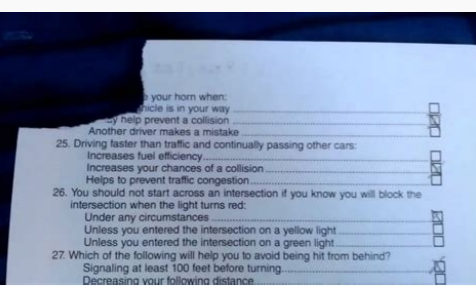 your horn when:
hicle is in your way
y help prevent a collision
Another driver makes a mistake
25. Driving faster than traffic and continually passing other cars:
Increases fuel efficiency
Increases your chances of a collision
Helps to prevent traffic congestion
26. You should not start across an intersection if you know you will block the
intersection when the light turns red:
Under any circumstances
Unless you entered the intersection on a yellow light
Unless you entered the intersection on a green light
27. Which of the following will help you to avoid being hit from behind?
Signaling at least 100 feet before turning
Decreasing your following distance